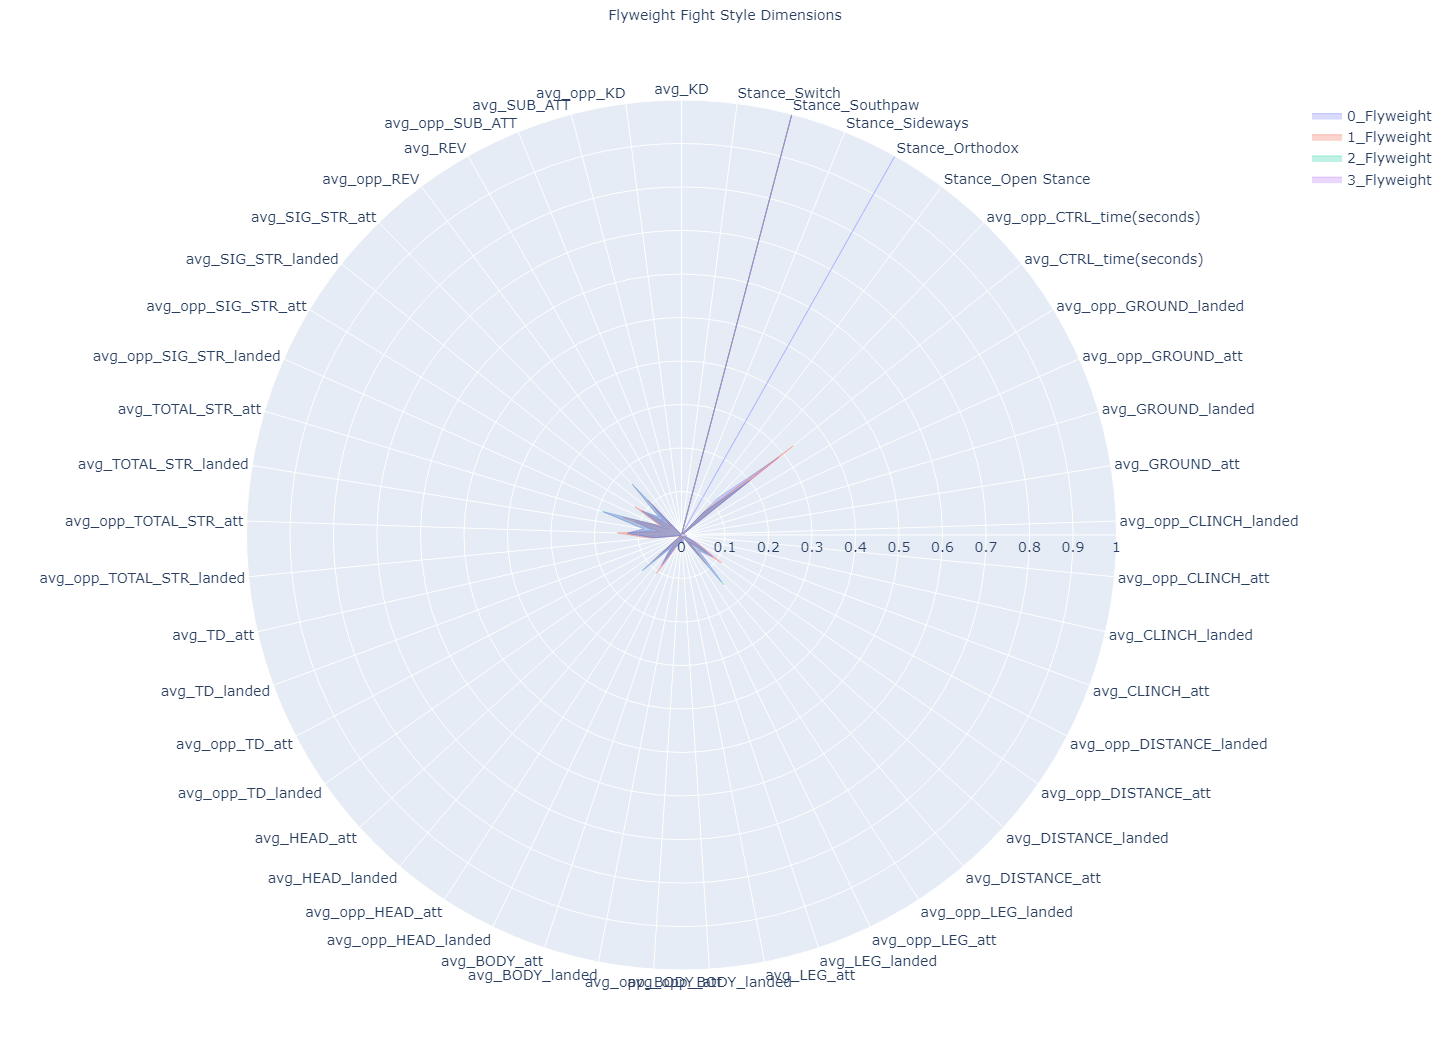 Flyweight Fight Style Dimensions
avg_KD
avg_opp_KD
avg_SUB_ATT
avg_opp_SUB_ATT
avg_REV
avg_opp_REV
avg_SIG_STR_att
avg_SIG_STR_landed
avg_opp_SIG_STR_att
avg_opp_SIG_STR_landed
avg_TOTAL_STR_att
avg_TOTAL_STR_landed
avg_opp_TOTAL_STR_att
avg_opp_TOTAL_STR_landed
avg_TD_att
avg_TD_landed
avg_opp_TD_att
avg_opp_TD_landed
avg_HEAD_att
avg_HEAD_landed
avg_opp_HEAD_att
avg_opp_HEAD_landed
avg_BODY_att
avg_BODY_landed
avg_opp_BODY_att
avg_opp_BODY_landed
avg_LEG_att
avg_LEG_landed
avg_opp_LEG_att
avg_opp_LEG_landed
avg_DISTANCE_att
avg_DISTANCE_landed
avg_opp_DISTANCE_att
avg_opp_DISTANCE_landed
avg_CLINCH_att
avg_CLINCH_landed
avg_opp_CLINCH_att
avg_opp_CLINCH_landed
avg_GROUND_att
avg_GROUND_landed
avg_opp_GROUND_att
avg_opp_GROUND_landed
avg_CTRL_time(seconds)
avg_opp_CTRL_time(seconds)
Stance_Open Stance
Stance_Orthodox
Stance_Sideways
Stance_Southpaw
Stance_Switch
0 0.1 0.2 0.3 0.4 0.5 0.6 0.7 0.8 0.9 1
0_Flyweight
1_Flyweight
2_Flyweight
3_Flyweight